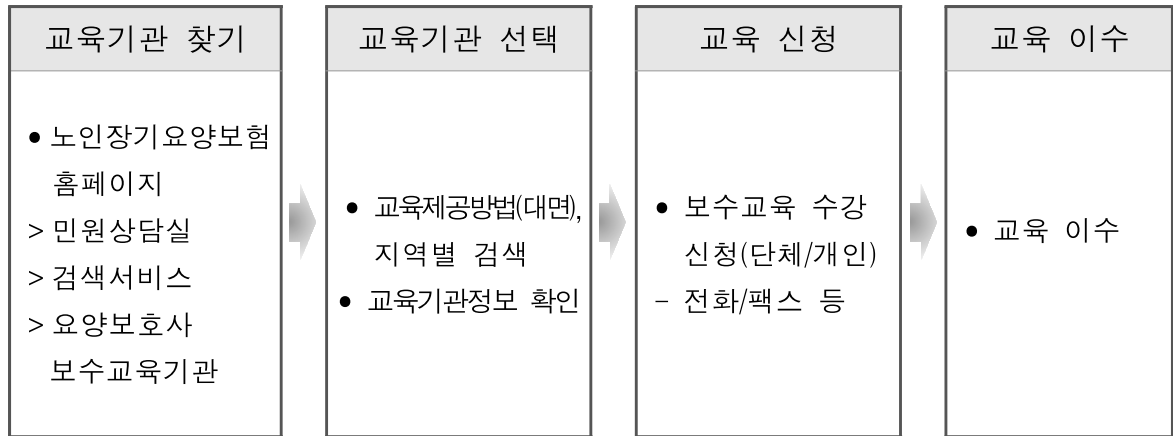 교육기관 찾기
● 노인장기요양보험
홈페이지
> 민원상담실
> 검색서비스
> 요양보호사
보수교육기관
교육기관 선택
● 교육제공방법(대면),
지역별 검색
● 교육기관정보 확인
교육 신청
● 보수교육 수강
신청(단체/개인)
– 전화/팩스 등
교육 이수
● 교육 이수